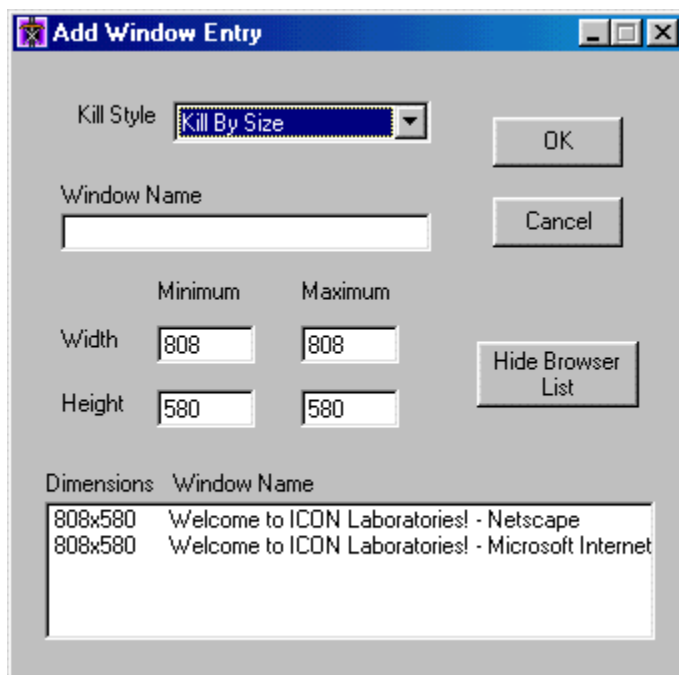 Add Window Entry
Kill Style Kill By Size
OK
Window Name
Cancel
Minimum Maximum
Width 808 808
Hide Browser
List
Height 580 580
Dimensions Window Name
808x580 Welcome to ICON Laboratories! - Netscape
808x580 Welcome to ICON Laboratories! - Microsoft Internet